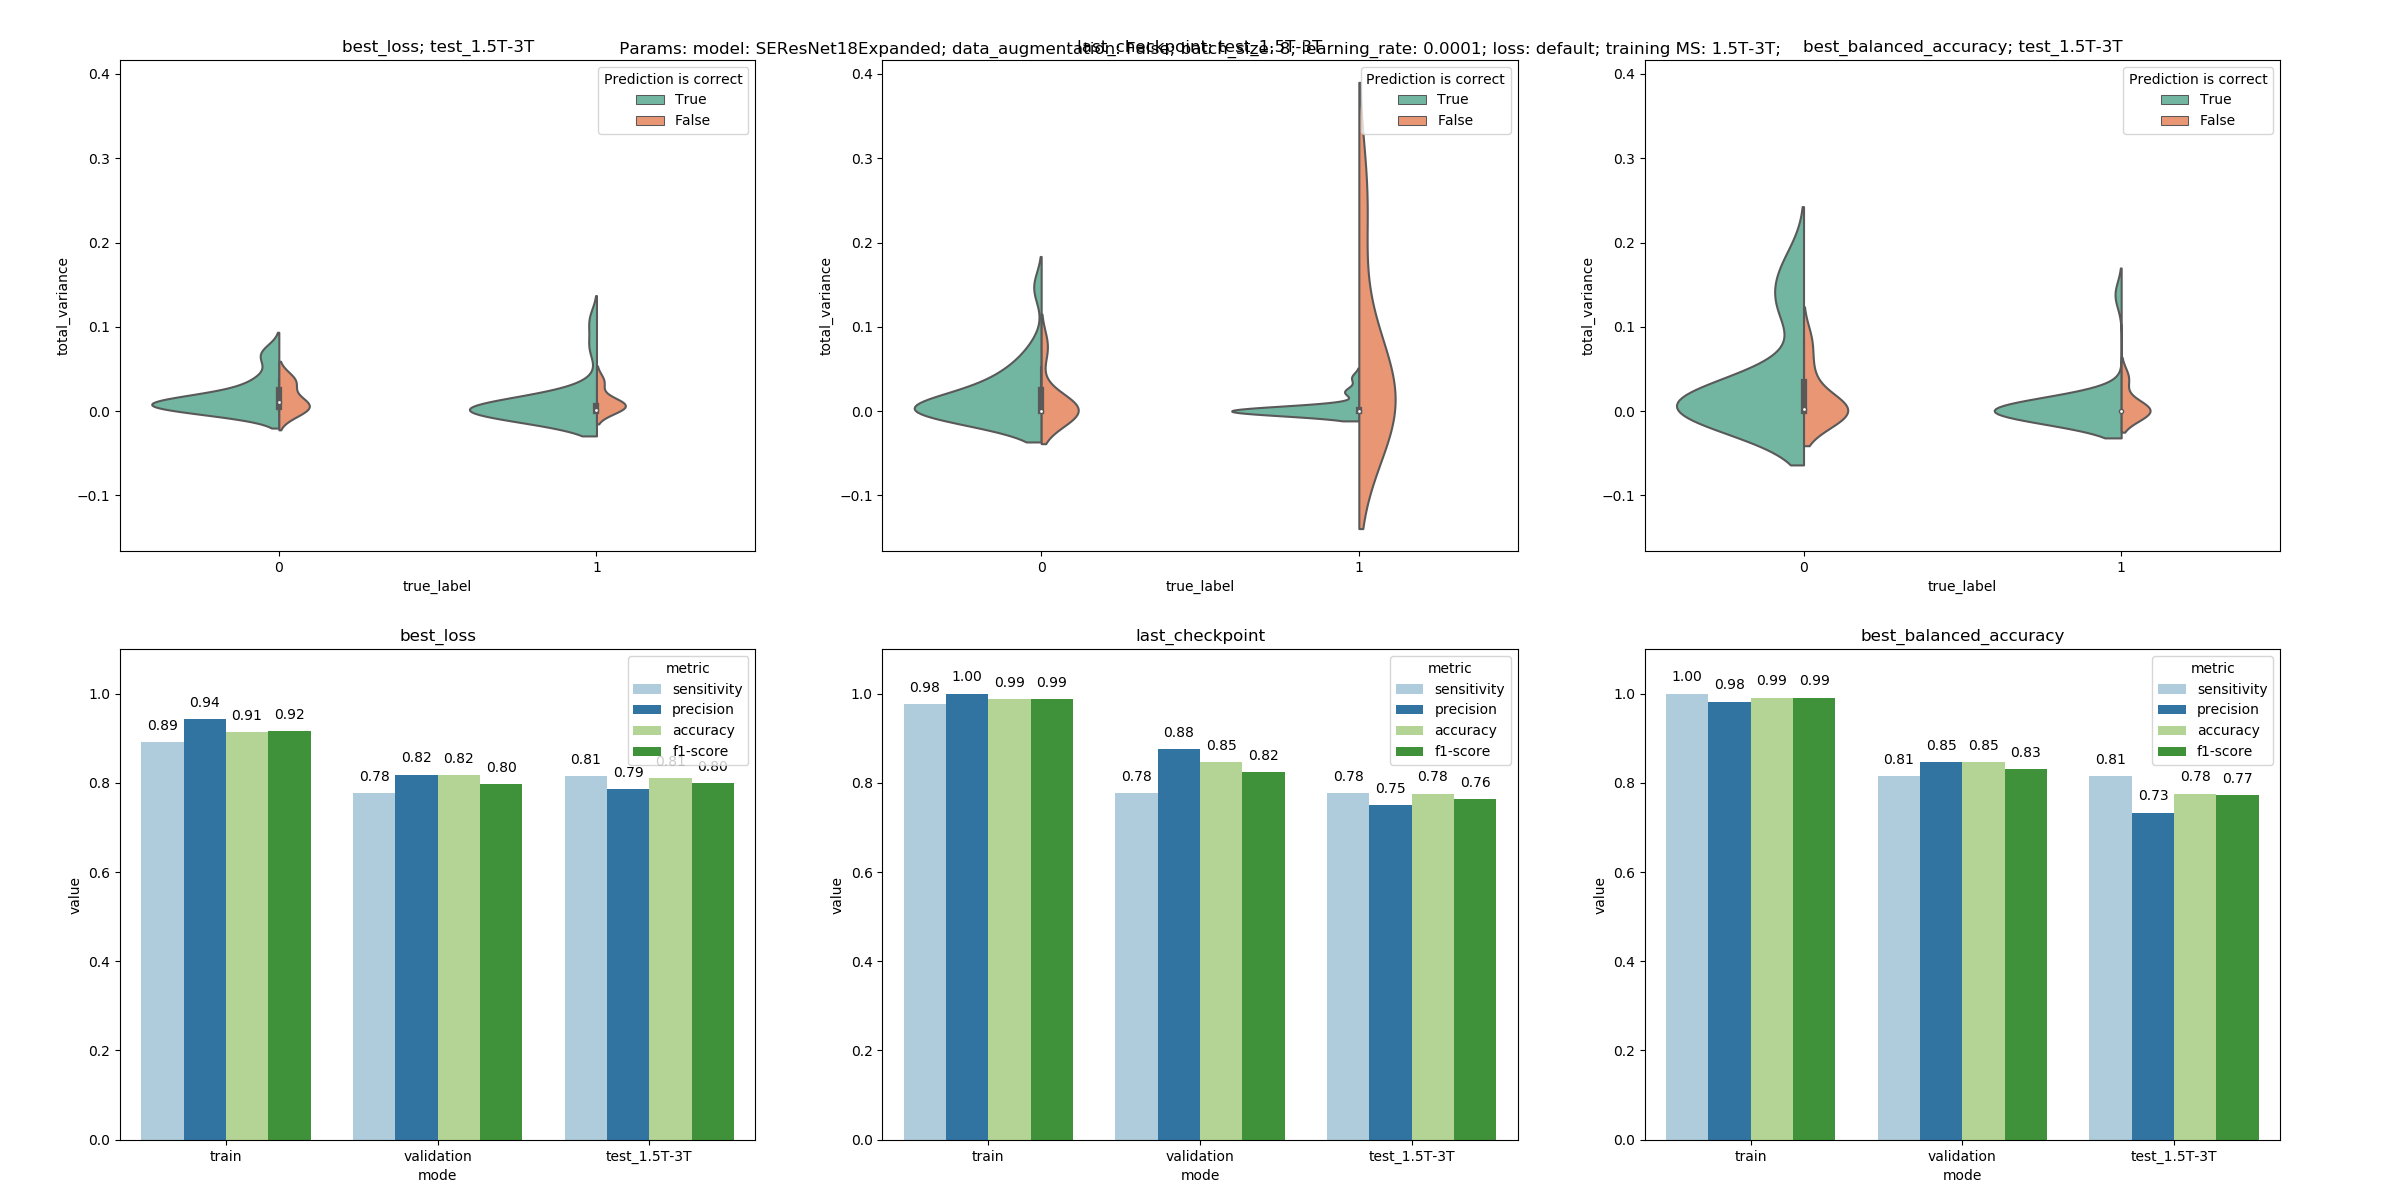 Params: model: SEResNet18Expanded; data_augmentation: False; batch_size: 8; learning_rate: 0.0001; loss: default; training MS: 1.5T-3T;
best_loss; test_1.5T-3T
last_checkpoint; test_1.5T-3T
best_balanced_accuracy; test_1.5T-3T
total_variance
0.4
0.3
0.2
0.1
0.0
−0.1
Prediction is correct
True
False
0
1
true_label
total_variance
0.4
0.3
0.2
0.1
0.0
−0.1
Prediction is correct
True
False
0
1
true_label
total_variance
0.4
0.3
0.2
0.1
0.0
−0.1
Prediction is correct
True
False
0
1
true_label
best_loss
value
1.0
0.8
0.6
0.4
0.2
0.0
metric
sensitivity
precision
accuracy
f1-score
0.89
0.94
0.91
0.92
0.78
0.82
0.82
0.80
0.81
0.79
0.81
0.80
train
validation
test_1.5T-3T
mode
last_checkpoint
value
1.0
0.8
0.6
0.4
0.2
0.0
metric
sensitivity
precision
accuracy
f1-score
0.98
1.00
0.99
0.99
0.78
0.88
0.85
0.82
0.78
0.75
0.78
0.76
train
validation
test_1.5T-3T
mode
best_balanced_accuracy
value
1.0
0.8
0.6
0.4
0.2
0.0
metric
sensitivity
precision
accuracy
f1-score
1.00
0.98
0.99
0.99
0.81
0.85
0.85
0.83
0.81
0.73
0.78
0.77
train
validation
test_1.5T-3T
mode